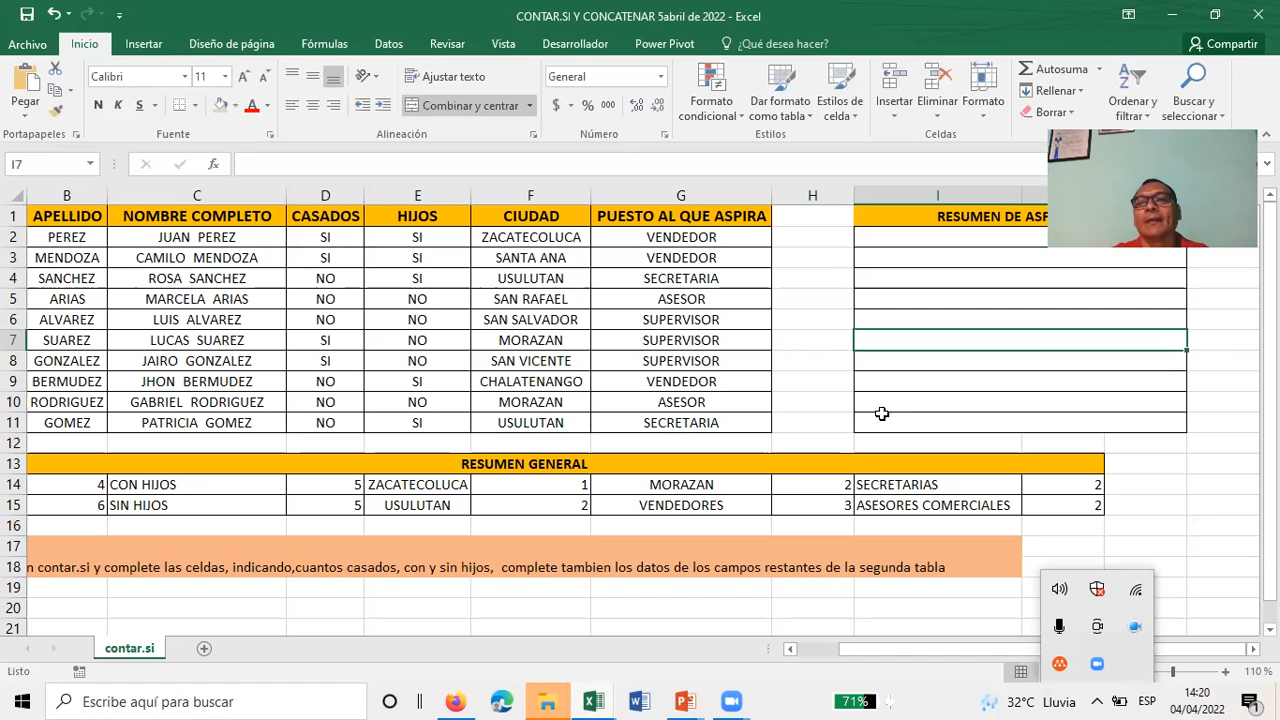 CONTAR.SI Y CONCATENAR 5abril de 2022 - Excel
Archivo Inicio Insertar Diseño de página Fórmulas Datos Revisar Vista Desarrollador Power Pivot ¿Qué desea hacer? Compartir
Pegar
Calibri 11
N K S
Ajustar texto
Combinar y centrar
General
$ % 000
Formato condicional
Dar formato como tabla
Estilos de celda
Insertar Eliminar Formato
Autosuma
Rellenar
Borrar
Ordenar y filtrar
Buscar y seleccionar
Portapapeles Fuente Alineación Número Estilos Celdas
I7 fx
B C D E F G H I
1 APELLIDO NOMBRE COMPLETO CASADOS HIJOS CIUDAD PUESTO AL QUE ASPIRA RESUMEN DE ASP
2 PEREZ JUAN PEREZ SI SI ZACATECOLUCA VENDEDOR
3 MENDOZA CAMILO MENDOZA SI SI SANTA ANA VENDEDOR
4 SANCHEZ ROSA SANCHEZ NO SI USULUTAN SECRETARIA
5 ARIAS MARCELA ARIAS NO NO SAN RAFAEL ASESOR
6 ALVAREZ LUIS ALVAREZ NO NO SAN SALVADOR SUPERVISOR
7 SUAREZ LUCAS SUAREZ SI NO MORAZAN SUPERVISOR
8 GONZALEZ JAIRO GONZALEZ SI NO SAN VICENTE SUPERVISOR
9 BERMUDEZ JHON BERMUDEZ NO SI CHALATENANGO VENDEDOR
10 RODRIGUEZ GABRIEL RODRIGUEZ NO NO MORAZAN ASESOR
11 GOMEZ PATRICIA GOMEZ NO SI USULUTAN SECRETARIA
12
13 RESUMEN GENERAL
14 4 CON HIJOS 5 ZACATECOLUCA 1 MORAZAN 2 SECRETARIAS 2
15 6 SIN HIJOS 5 USULUTAN 2 VENDEDORES 3 ASESORES COMERCIALES 2
16
17
18 n contar.si y complete las celdas, indicando,cuantos casados, con y sin hijos, complete tambien los datos de los campos restantes de la segunda tabla
19
20
21
contar.si
Listo 110 %
Escribe aquí para buscar
71%
32°C Lluvia
ESP
14:20
04/04/2022
1